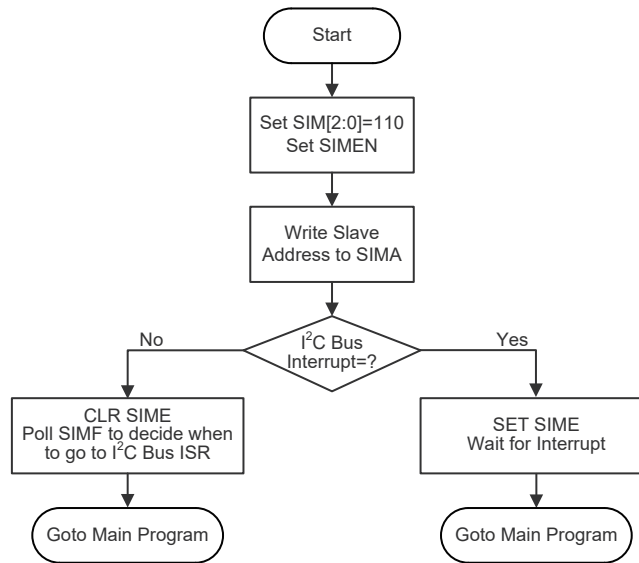 Start
Set SIM[2:0]=110
Set SIMEN
Write Slave
Address to SIMA
I²C Bus
Interrupt=?
No
Yes
CLR SIME
Poll SIMF to decide when
to go to I²C Bus ISR
SET SIME
Wait for Interrupt
Goto Main Program
Goto Main Program